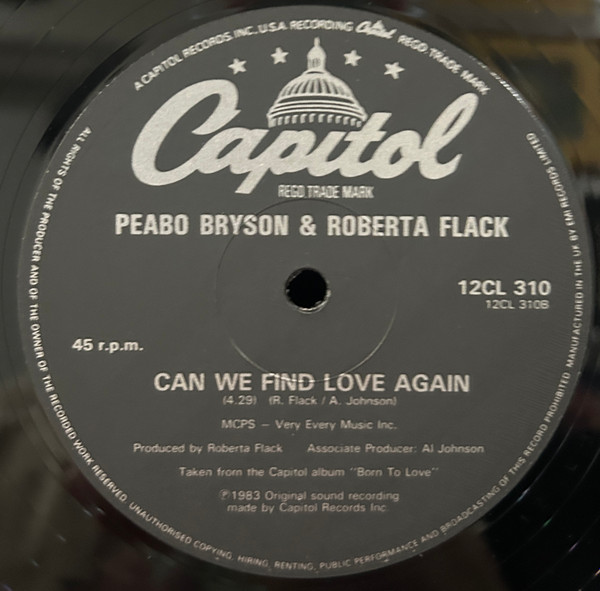 A CAPITOL RECORDS, INC. U.S.A. RECORDING Capitol REGD. TRADE MARK
Capitol
REGD. TRADE MARK
PEABO BRYSON & ROBERTA FLACK
12CL 310
12CL 310B
45 r.p.m.
CAN WE FIND LOVE AGAIN
(4.29) (R. Flack / A. Johnson)
MCPS – Very Every Music Inc.
Produced by Roberta Flack Associate Producer: Al Johnson
Taken from the Capitol album "Born To Love"
℗1983 Original sound recording
made by Capitol Records Inc
ALL RIGHTS OF THE PRODUCER AND OF THE OWNER OF THE RECORDED WORK RESERVED. UNAUTHORISED COPYING, HIRING, RENTING, PUBLIC PERFORMANCE AND BROADCASTING OF THIS RECORD PROHIBITED. MANUFACTURED IN THE UK BY EMI RECORDS LIMITED